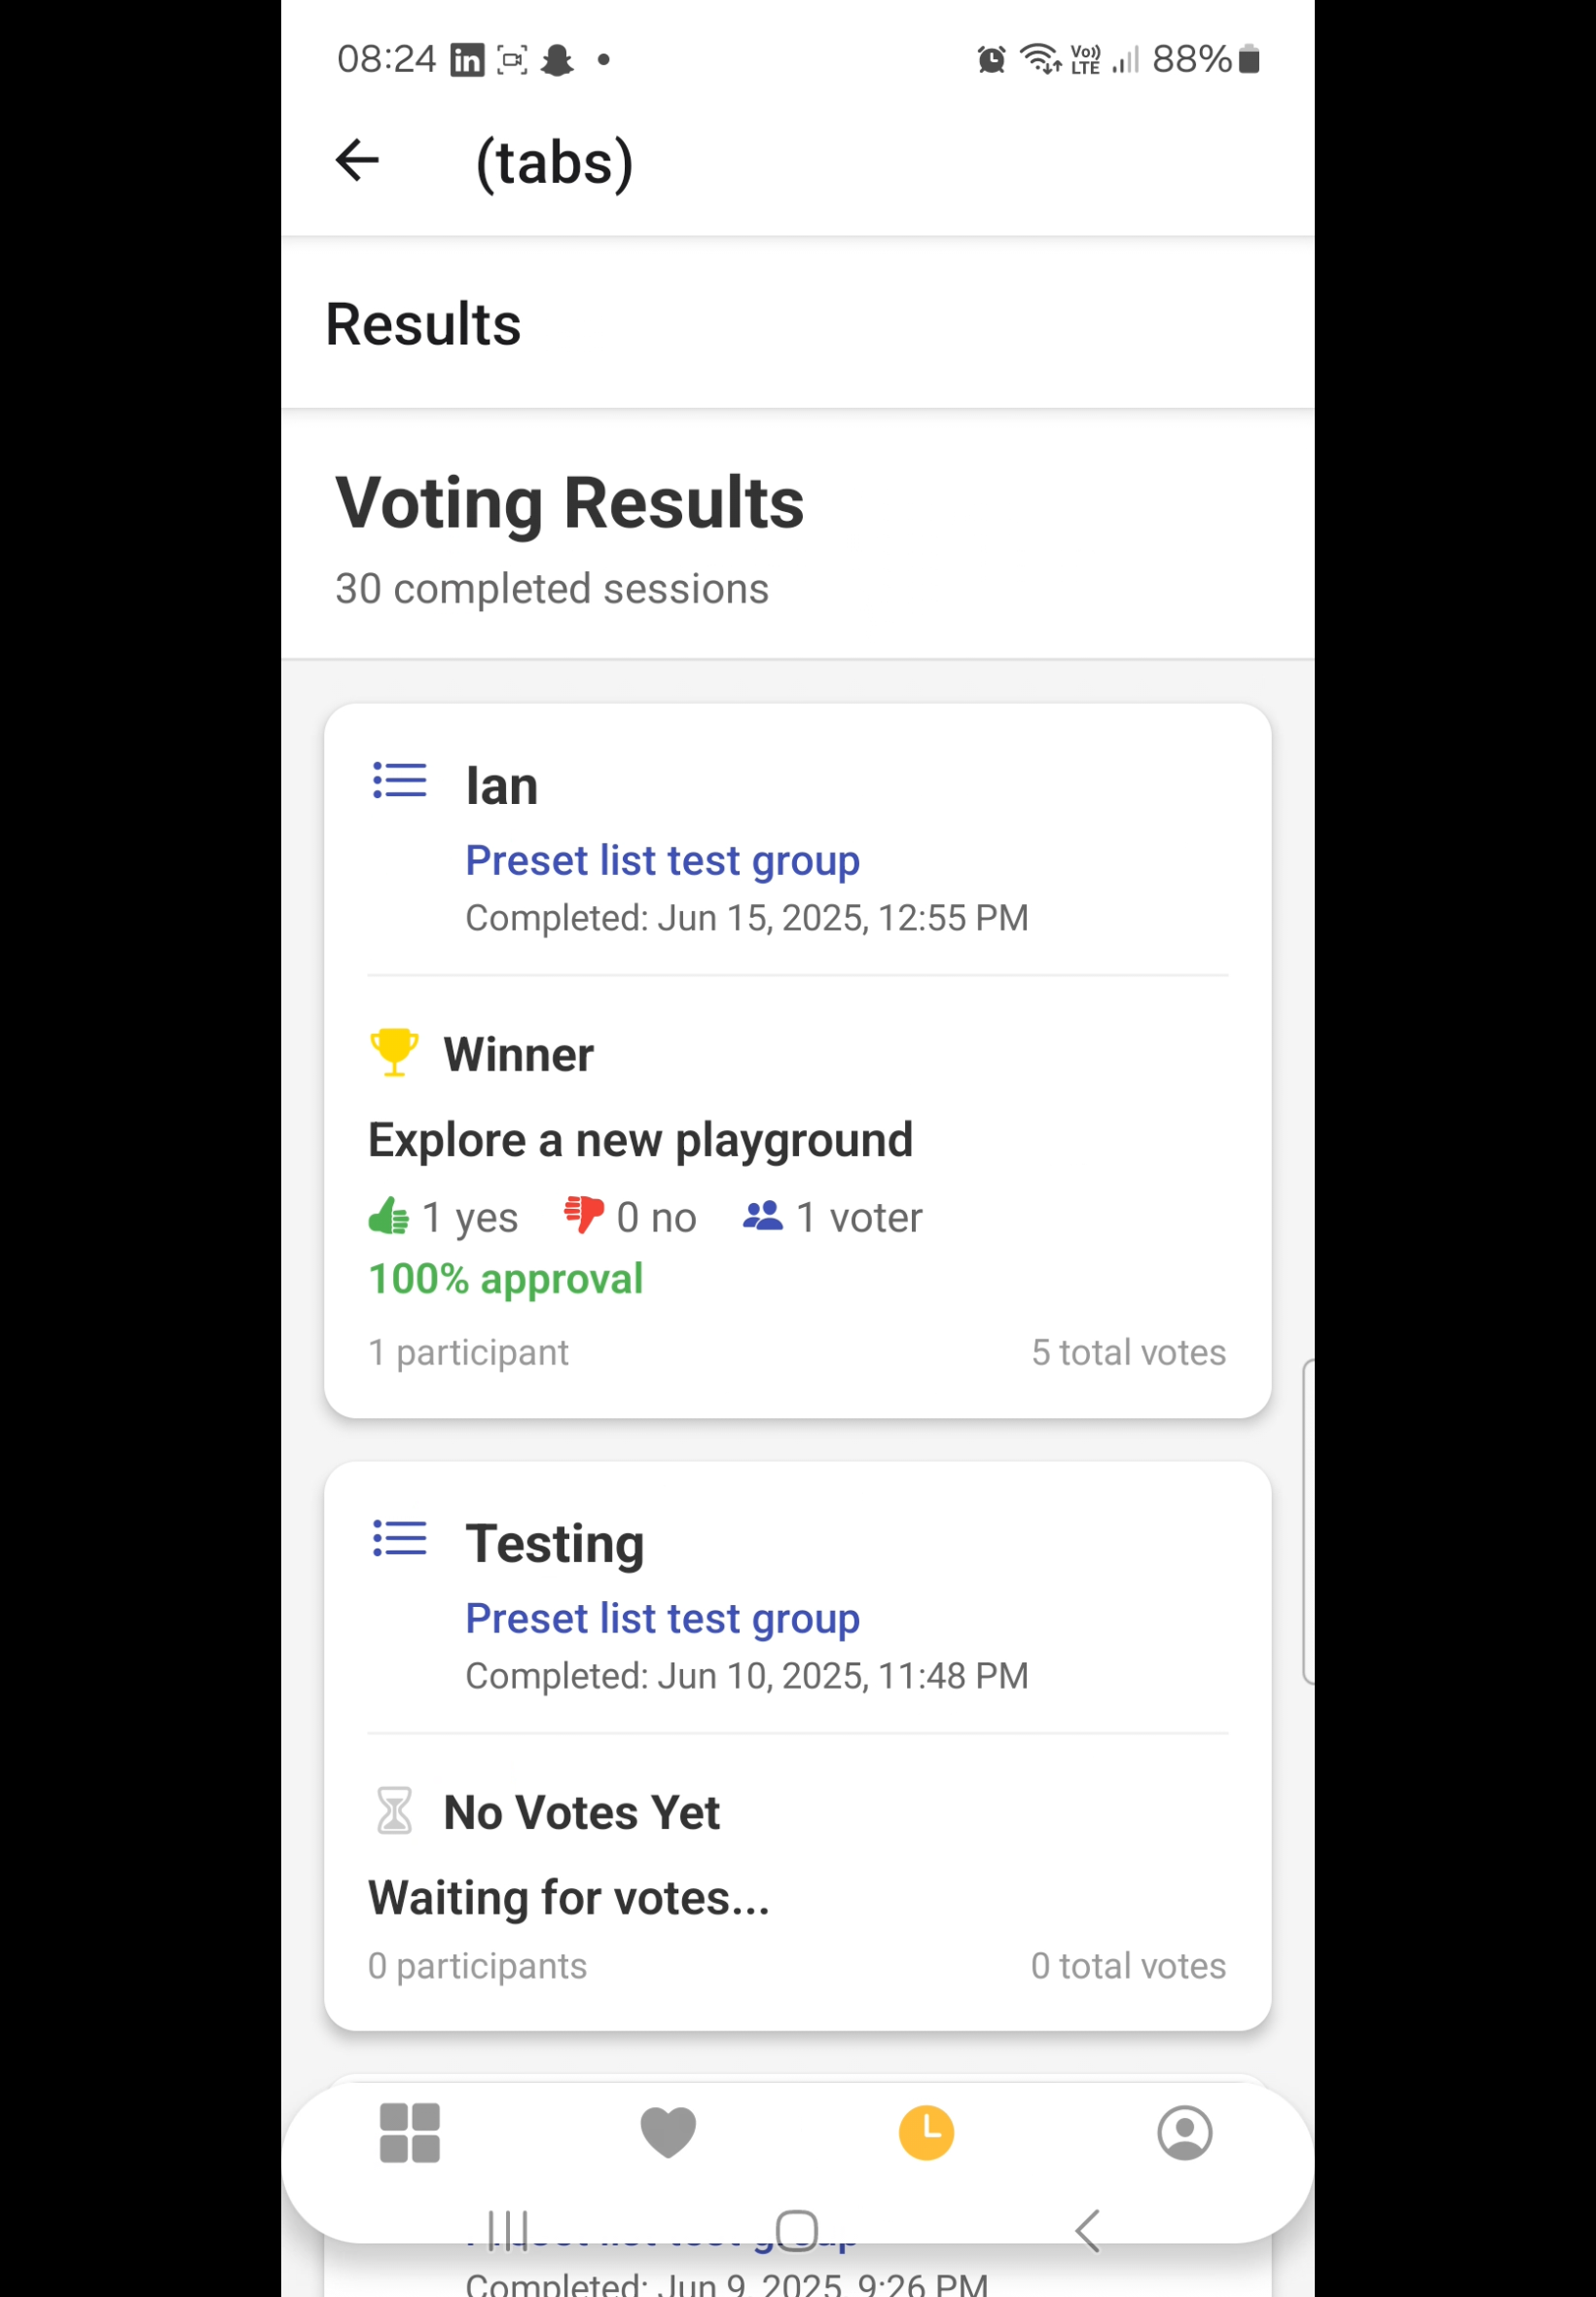 08:24
Vo)) LTE 88%
(tabs)
Results
Voting Results
30 completed sessions
Ian
Preset list test group
Completed: Jun 15, 2025, 12:55 PM
Winner
Explore a new playground
1 yes 0 no 1 voter
100% approval
1 participant 5 total votes
Testing
Preset list test group
Completed: Jun 10, 2025, 11:48 PM
No Votes Yet
Waiting for votes...
0 participants 0 total votes
Completed: Jun 9, 2025, 9:26 PM